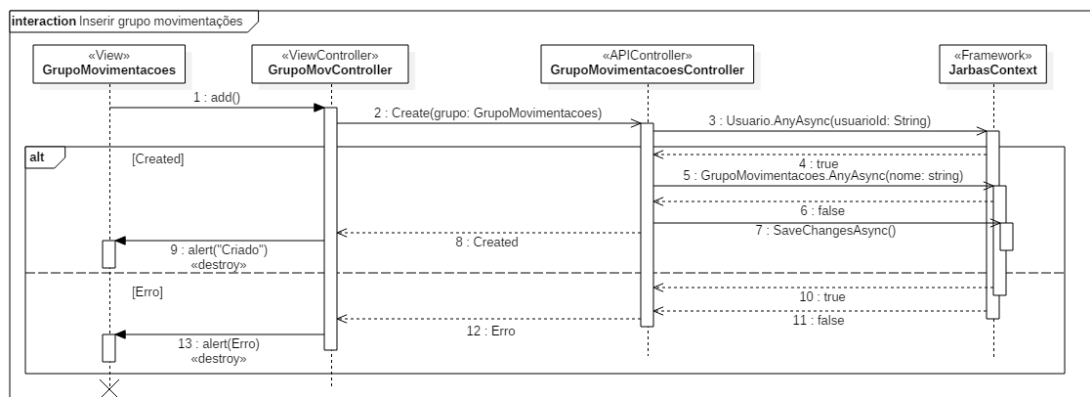 interaction Inserir grupo movimentações
«View»
GrupoMovimentacoes
«ViewController»
GrupoMovController
«APIController»
GrupoMovimentacoesController
«Framework»
JarbasContext
1 : add()
2 : Create(grupo: GrupoMovimentacoes)
3 : Usuario.AnyAsync(usuarioId: String)
alt
[Created]
4 : true
5 : GrupoMovimentacoes.AnyAsync(nome: string)
6 : false
7 : SaveChangesAsync()
8 : Created
9 : alert("Criado")
«destroy»
[Erro]
10 : true
11 : false
12 : Erro
13 : alert(Erro)
«destroy»